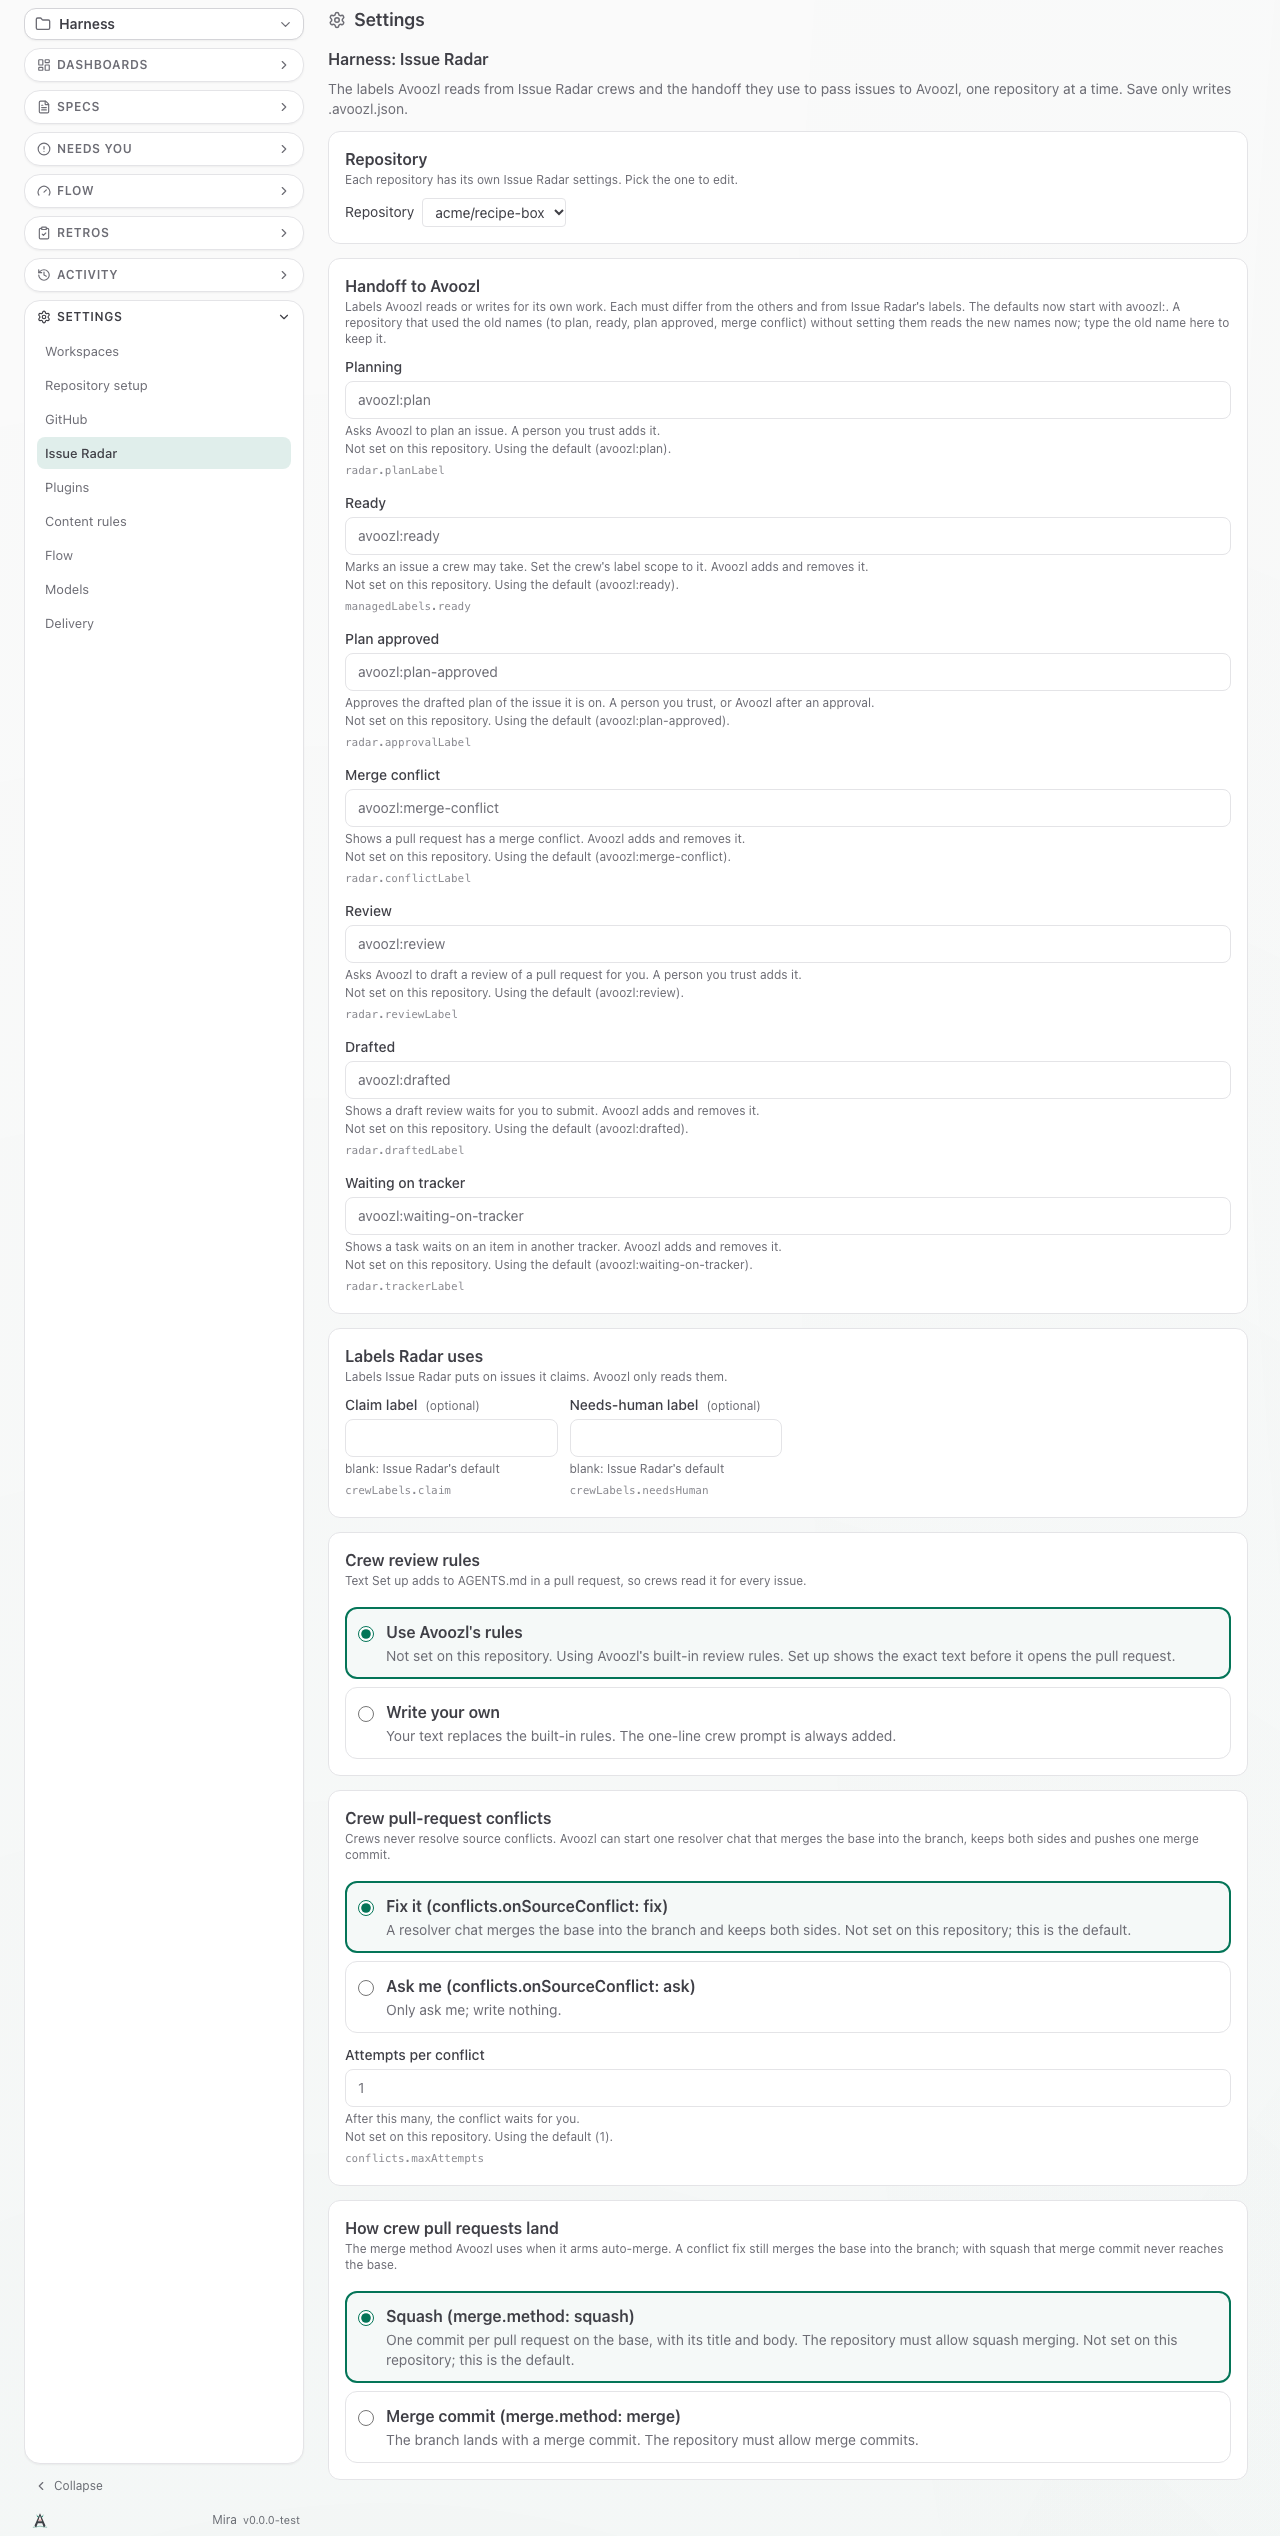 Harness
DASHBOARDS
SPECS
NEEDS YOU
FLOW
RETROS
ACTIVITY
SETTINGS
Workspaces
Repository setup
GitHub
Issue Radar
Plugins
Content rules
Flow
Models
Delivery
Collapse
Mira v0.0.0-test
Settings
Harness: Issue Radar
The labels Avoozl reads from Issue Radar crews and the handoff they use to pass issues to Avoozl, one repository at a time. Save only writes
.avoozl.json.
Repository
Each repository has its own Issue Radar settings. Pick the one to edit.
Repository acme/recipe-box
Handoff to Avoozl
Labels Avoozl reads or writes for its own work. Each must differ from the others and from Issue Radar's labels. The defaults now start with avoozl:. A
repository that used the old names (to plan, ready, plan approved, merge conflict) without setting them reads the new names now; type the old name here to
keep it.
Planning
avoozl:plan
Asks Avoozl to plan an issue. A person you trust adds it.
Not set on this repository. Using the default (avoozl:plan).
radar.planLabel
Ready
avoozl:ready
Marks an issue a crew may take. Set the crew's label scope to it. Avoozl adds and removes it.
Not set on this repository. Using the default (avoozl:ready).
managedLabels.ready
Plan approved
avoozl:plan-approved
Approves the drafted plan of the issue it is on. A person you trust, or Avoozl after an approval.
Not set on this repository. Using the default (avoozl:plan-approved).
radar.approvalLabel
Merge conflict
avoozl:merge-conflict
Shows a pull request has a merge conflict. Avoozl adds and removes it.
Not set on this repository. Using the default (avoozl:merge-conflict).
radar.conflictLabel
Review
avoozl:review
Asks Avoozl to draft a review of a pull request for you. A person you trust adds it.
Not set on this repository. Using the default (avoozl:review).
radar.reviewLabel
Drafted
avoozl:drafted
Shows a draft review waits for you to submit. Avoozl adds and removes it.
Not set on this repository. Using the default (avoozl:drafted).
radar.draftedLabel
Waiting on tracker
avoozl:waiting-on-tracker
Shows a task waits on an item in another tracker. Avoozl adds and removes it.
Not set on this repository. Using the default (avoozl:waiting-on-tracker).
radar.trackerLabel
Labels Radar uses
Labels Issue Radar puts on issues it claims. Avoozl only reads them.
Claim label (optional) Needs-human label (optional)
blank: Issue Radar's default blank: Issue Radar's default
crewLabels.claim crewLabels.needsHuman
Crew review rules
Text Set up adds to AGENTS.md in a pull request, so crews read it for every issue.
Use Avoozl's rules
Not set on this repository. Using Avoozl's built-in review rules. Set up shows the exact text before it opens the pull request.
Write your own
Your text replaces the built-in rules. The one-line crew prompt is always added.
Crew pull-request conflicts
Crews never resolve source conflicts. Avoozl can start one resolver chat that merges the base into the branch, keeps both sides and pushes one merge
commit.
Fix it (conflicts.onSourceConflict: fix)
A resolver chat merges the base into the branch and keeps both sides. Not set on this repository; this is the default.
Ask me (conflicts.onSourceConflict: ask)
Only ask me; write nothing.
Attempts per conflict
1
After this many, the conflict waits for you.
Not set on this repository. Using the default (1).
conflicts.maxAttempts
How crew pull requests land
The merge method Avoozl uses when it arms auto-merge. A conflict fix still merges the base into the branch; with squash that merge commit never reaches
the base.
Squash (merge.method: squash)
One commit per pull request on the base, with its title and body. The repository must allow squash merging. Not set on this
repository; this is the default.
Merge commit (merge.method: merge)
The branch lands with a merge commit. The repository must allow merge commits.